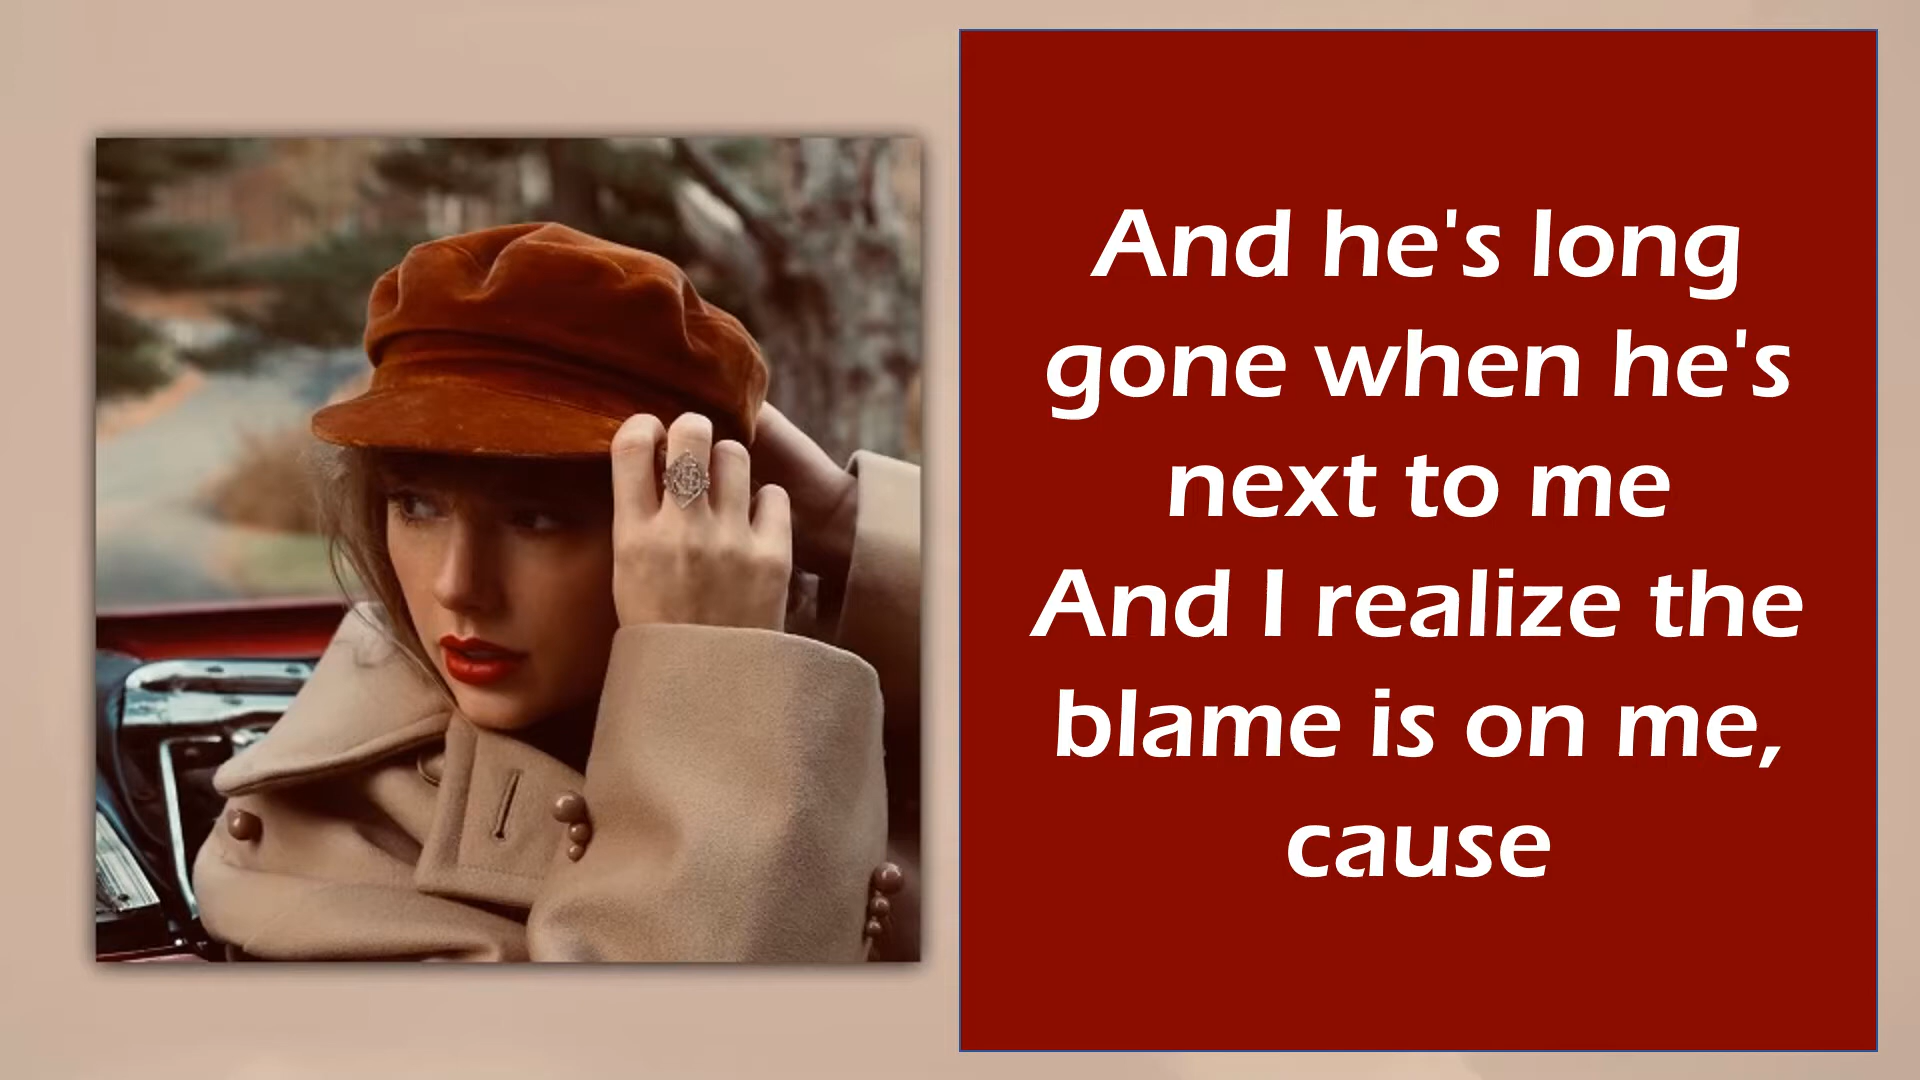 And he's long
gone when he's
next to me
And I realize the
blame is on me,
cause